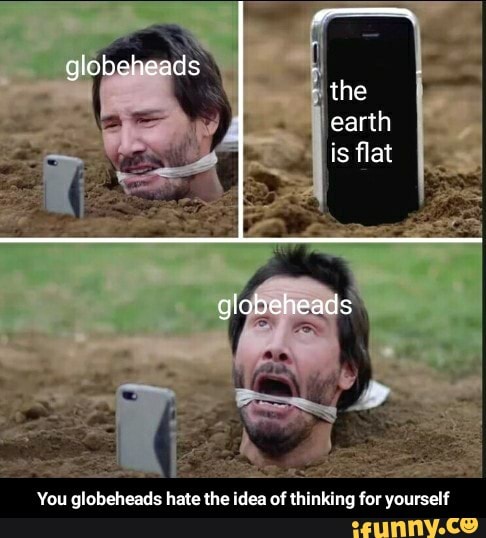 globeheads
the
earth
is flat
globeheads
You globeheads hate the idea of thinking for yourself
ifunny.co